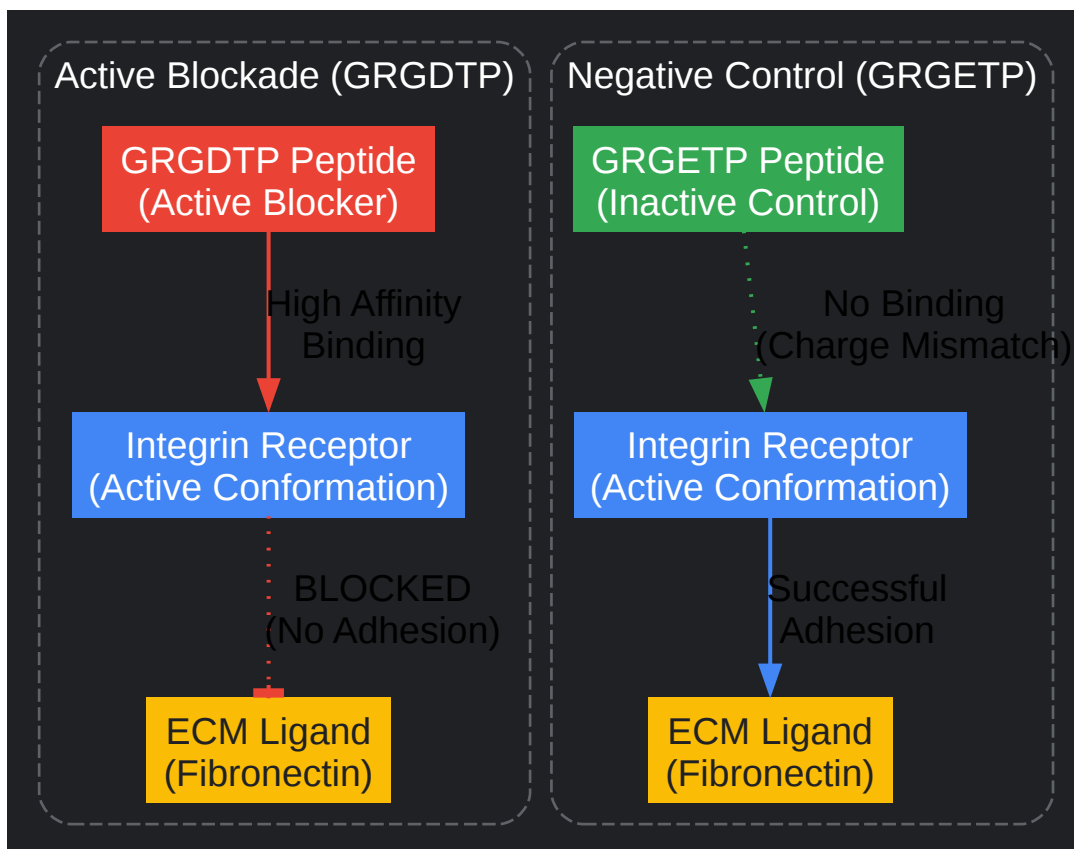 Active Blockade (GRGDTP)
GRGDTP Peptide
(Active Blocker)
High Affinity
Binding
Integrin Receptor
(Active Conformation)
BLOCKED
(No Adhesion)
ECM Ligand
(Fibronectin)
Negative Control (GRGETP)
GRGETP Peptide
(Inactive Control)
No Binding
(Charge Mismatch)
Integrin Receptor
(Active Conformation)
Successful
Adhesion
ECM Ligand
(Fibronectin)